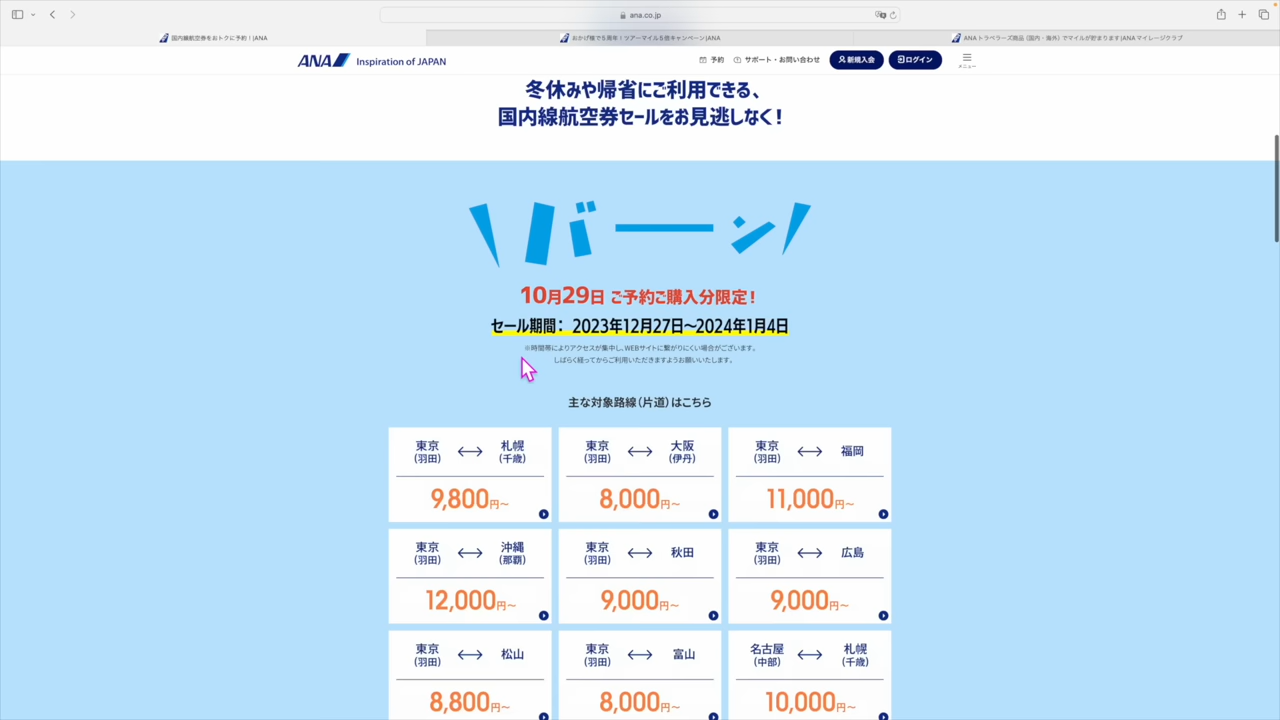 ana.co.jp
国内線航空券をおトクに予約！|ANA
おかげ様で5周年！ツアーマイル5倍キャンペーン|ANA
ANAトラベラーズ商品（国内・海外）でマイルが貯まります|ANAマイレージクラブ
ANA Inspiration of JAPAN
予約
サポート・お問い合わせ
新規入会
ログイン
メニュー
冬休みや帰省にご利用できる、
国内線航空券セールをお見逃しなく！
バーン
10月29日 ご予約ご購入分限定！
セール期間： 2023年12月27日～2024年1月4日
※時間帯によりアクセスが集中し、WEBサイトに繋がりにくい場合がございます。
しばらく経ってからご利用いただきますようお願いいたします。
主な対象路線（片道）はこちら
東京（羽田） ↔ 札幌（千歳）
9,800円～
東京（羽田） ↔ 大阪（伊丹）
8,000円～
東京（羽田） ↔ 福岡
11,000円～
東京（羽田） ↔ 沖縄（那覇）
12,000円～
東京（羽田） ↔ 秋田
9,000円～
東京（羽田） ↔ 広島
9,000円～
東京（羽田） ↔ 松山
8,800円～
東京（羽田） ↔ 富山
8,000円～
名古屋（中部） ↔ 札幌（千歳）
10,000円～